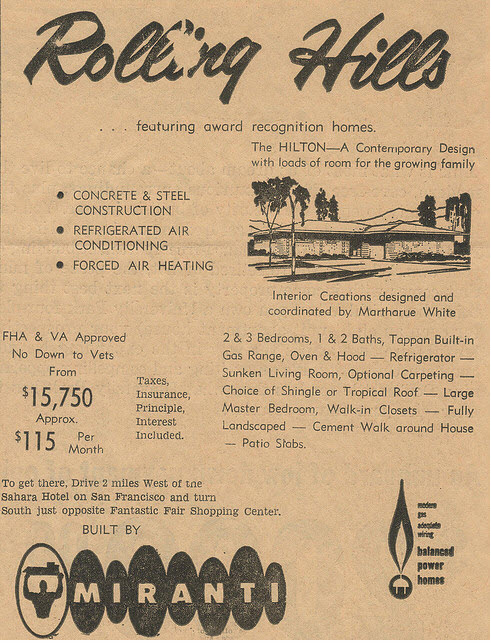 Rolling Hills
. . . featuring award recognition homes.
The HILTON—A Contemporary Design
with loads of room for the growing family
• CONCRETE & STEEL
CONSTRUCTION
• REFRIGERATED AIR
CONDITIONING
• FORCED AIR HEATING
Interior Creations designed and
coordinated by Martharue White
FHA & VA Approved
No Down to Vets
From
$15,750
Approx.
$115 Per
Month
Taxes,
Insurance,
Principle,
Interest
Included.
2 & 3 Bedrooms, 1 & 2 Baths, Tappan Built-in
Gas Range, Oven & Hood — Refrigerator —
Sunken Living Room, Optional Carpeting —
Choice of Shingle or Tropical Roof — Large
Master Bedroom, Walk-in Closets — Fully
Landscaped — Cement Walk around House
— Patio Slabs.
To get there, Drive 2 miles West of the
Sahara Hotel on San Francisco and turn
South just opposite Fantastic Fair Shopping Center.
BUILT BY
MIRANTI
modern
gas
adequate
wiring
balanced
power
homes